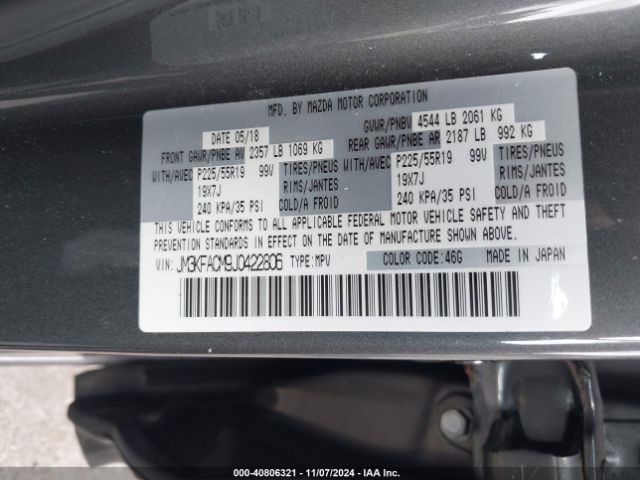 MFD. BY MAZDA MOTOR CORPORATION
DATE 05/18 GVWR/PNBV 4544 LB 2061 KG
FRONT GAWR/PNBE AV 2357 LB 1069 KG REAR GAWR/PNBE AR 2187 LB 992 KG
WITH/AVEC P225/55R19 99V TIRES/PNEUS WITH/AVEC P225/55R19 99V TIRES/PNEUS
19X7J RIMS/JANTES 19X7J RIMS/JANTES
240 KPA/35 PSI COLD/A FROID 240 KPA/35 PSI COLD/A FROID
THIS VEHICLE CONFORMS TO ALL APPLICABLE FEDERAL MOTOR VEHICLE SAFETY AND THEFT
PREVENTION STANDARDS IN EFFECT ON THE DATE OF MANUFACTURE SHOWN ABOVE.
VIN: JM3KFACM9J0422806 TYPE:MPV COLOR CODE:46G MADE IN JAPAN
000-40806321 - 11/07/2024 - IAA Inc.